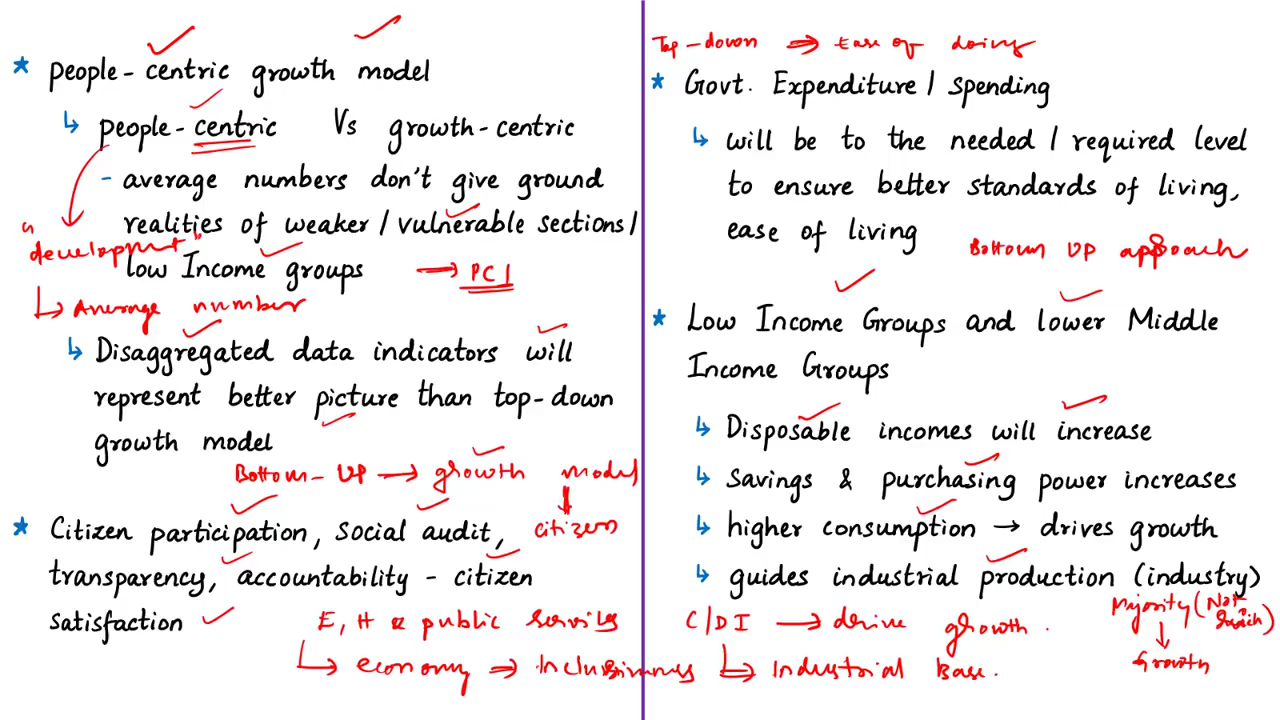 * people-centric growth model
↳ people-centric Vs growth-centric
- average numbers don't give ground
realities of weaker / vulnerable sections /
"development"
low Income groups → PCI
↳ Average number
↳ Disaggregated data indicators will
represent better picture than top-down
growth model
Bottom-UP → growth model
* Citizen participation, social audit, citizens
transparency, accountability - citizen
satisfaction
E, H & public services
↳ economy ⇒ Inclusiveness
Top-down ⇒ Ease of doing
* Govt. Expenditure / spending
↳ will be to the needed / required level
to ensure better standards of living,
ease of living
Bottom UP approach
* Low Income Groups and lower Middle
Income Groups
↳ Disposable incomes will increase
↳ savings & purchasing power increases
↳ higher consumption → drives growth
↳ guides industrial production (industry)
C/DI → derive growth.
Majority (Not
↓
Growth
↳ Industrial Base.